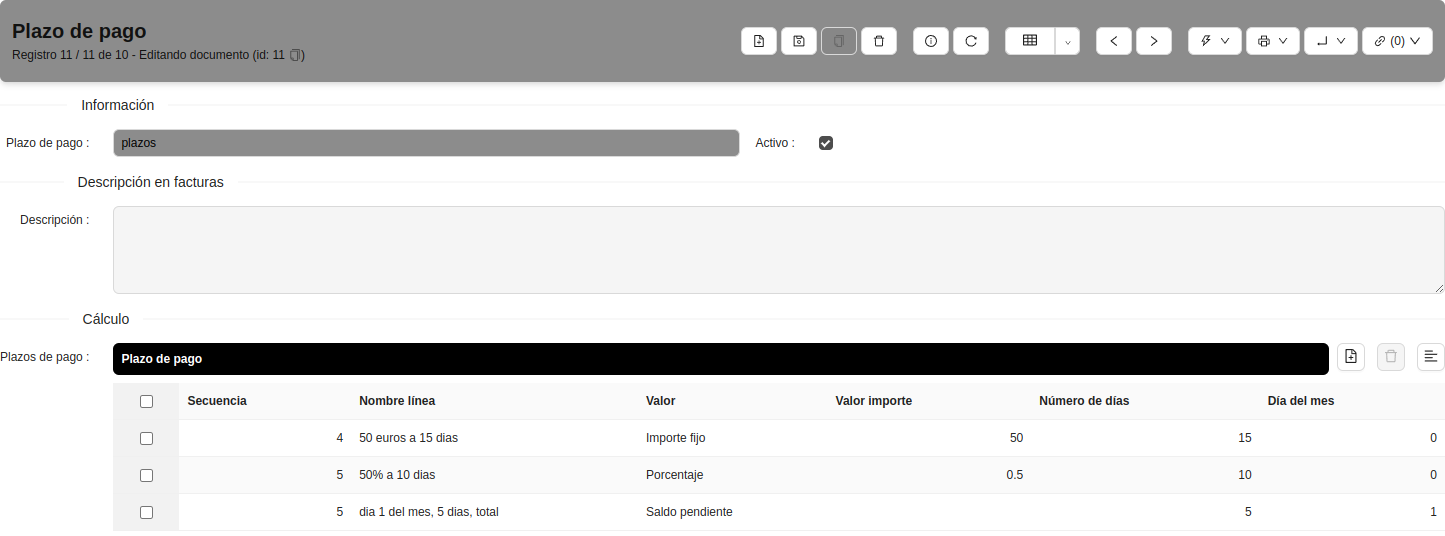 Plazo de pago
Registro 11 / 11 de 10 - Editando documento (id: 11 )
(0)
Información
Plazo de pago : plazos Activo :
Descripción en facturas
Descripción :
Cálculo
Plazos de pago : Plazo de pago
Secuencia Nombre línea Valor Valor importe Número de días Día del mes
4 50 euros a 15 dias Importe fijo 50 15 0
5 50% a 10 dias Porcentaje 0.5 10 0
5 dia 1 del mes, 5 dias, total Saldo pendiente 5 1